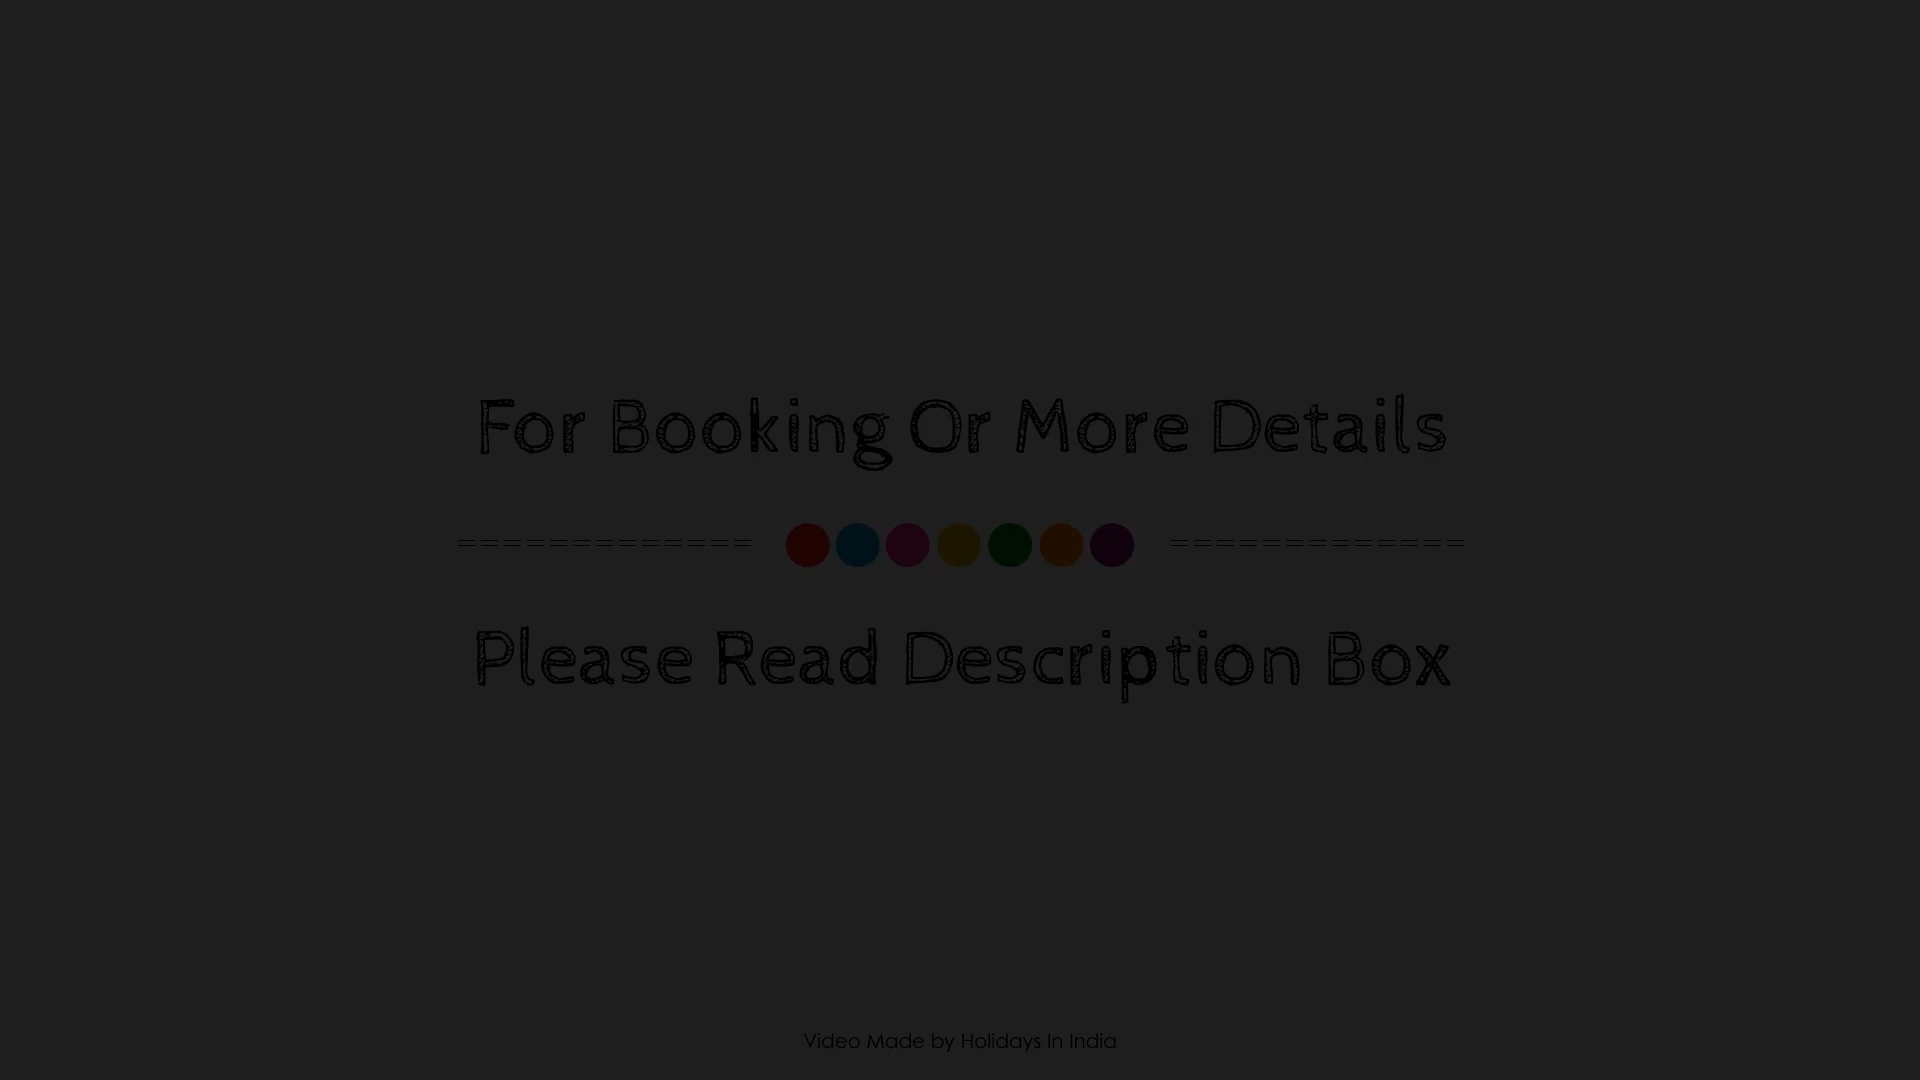 For Booking Or More Details
============= =============
Please Read Description Box
Video Made by Holidays In India